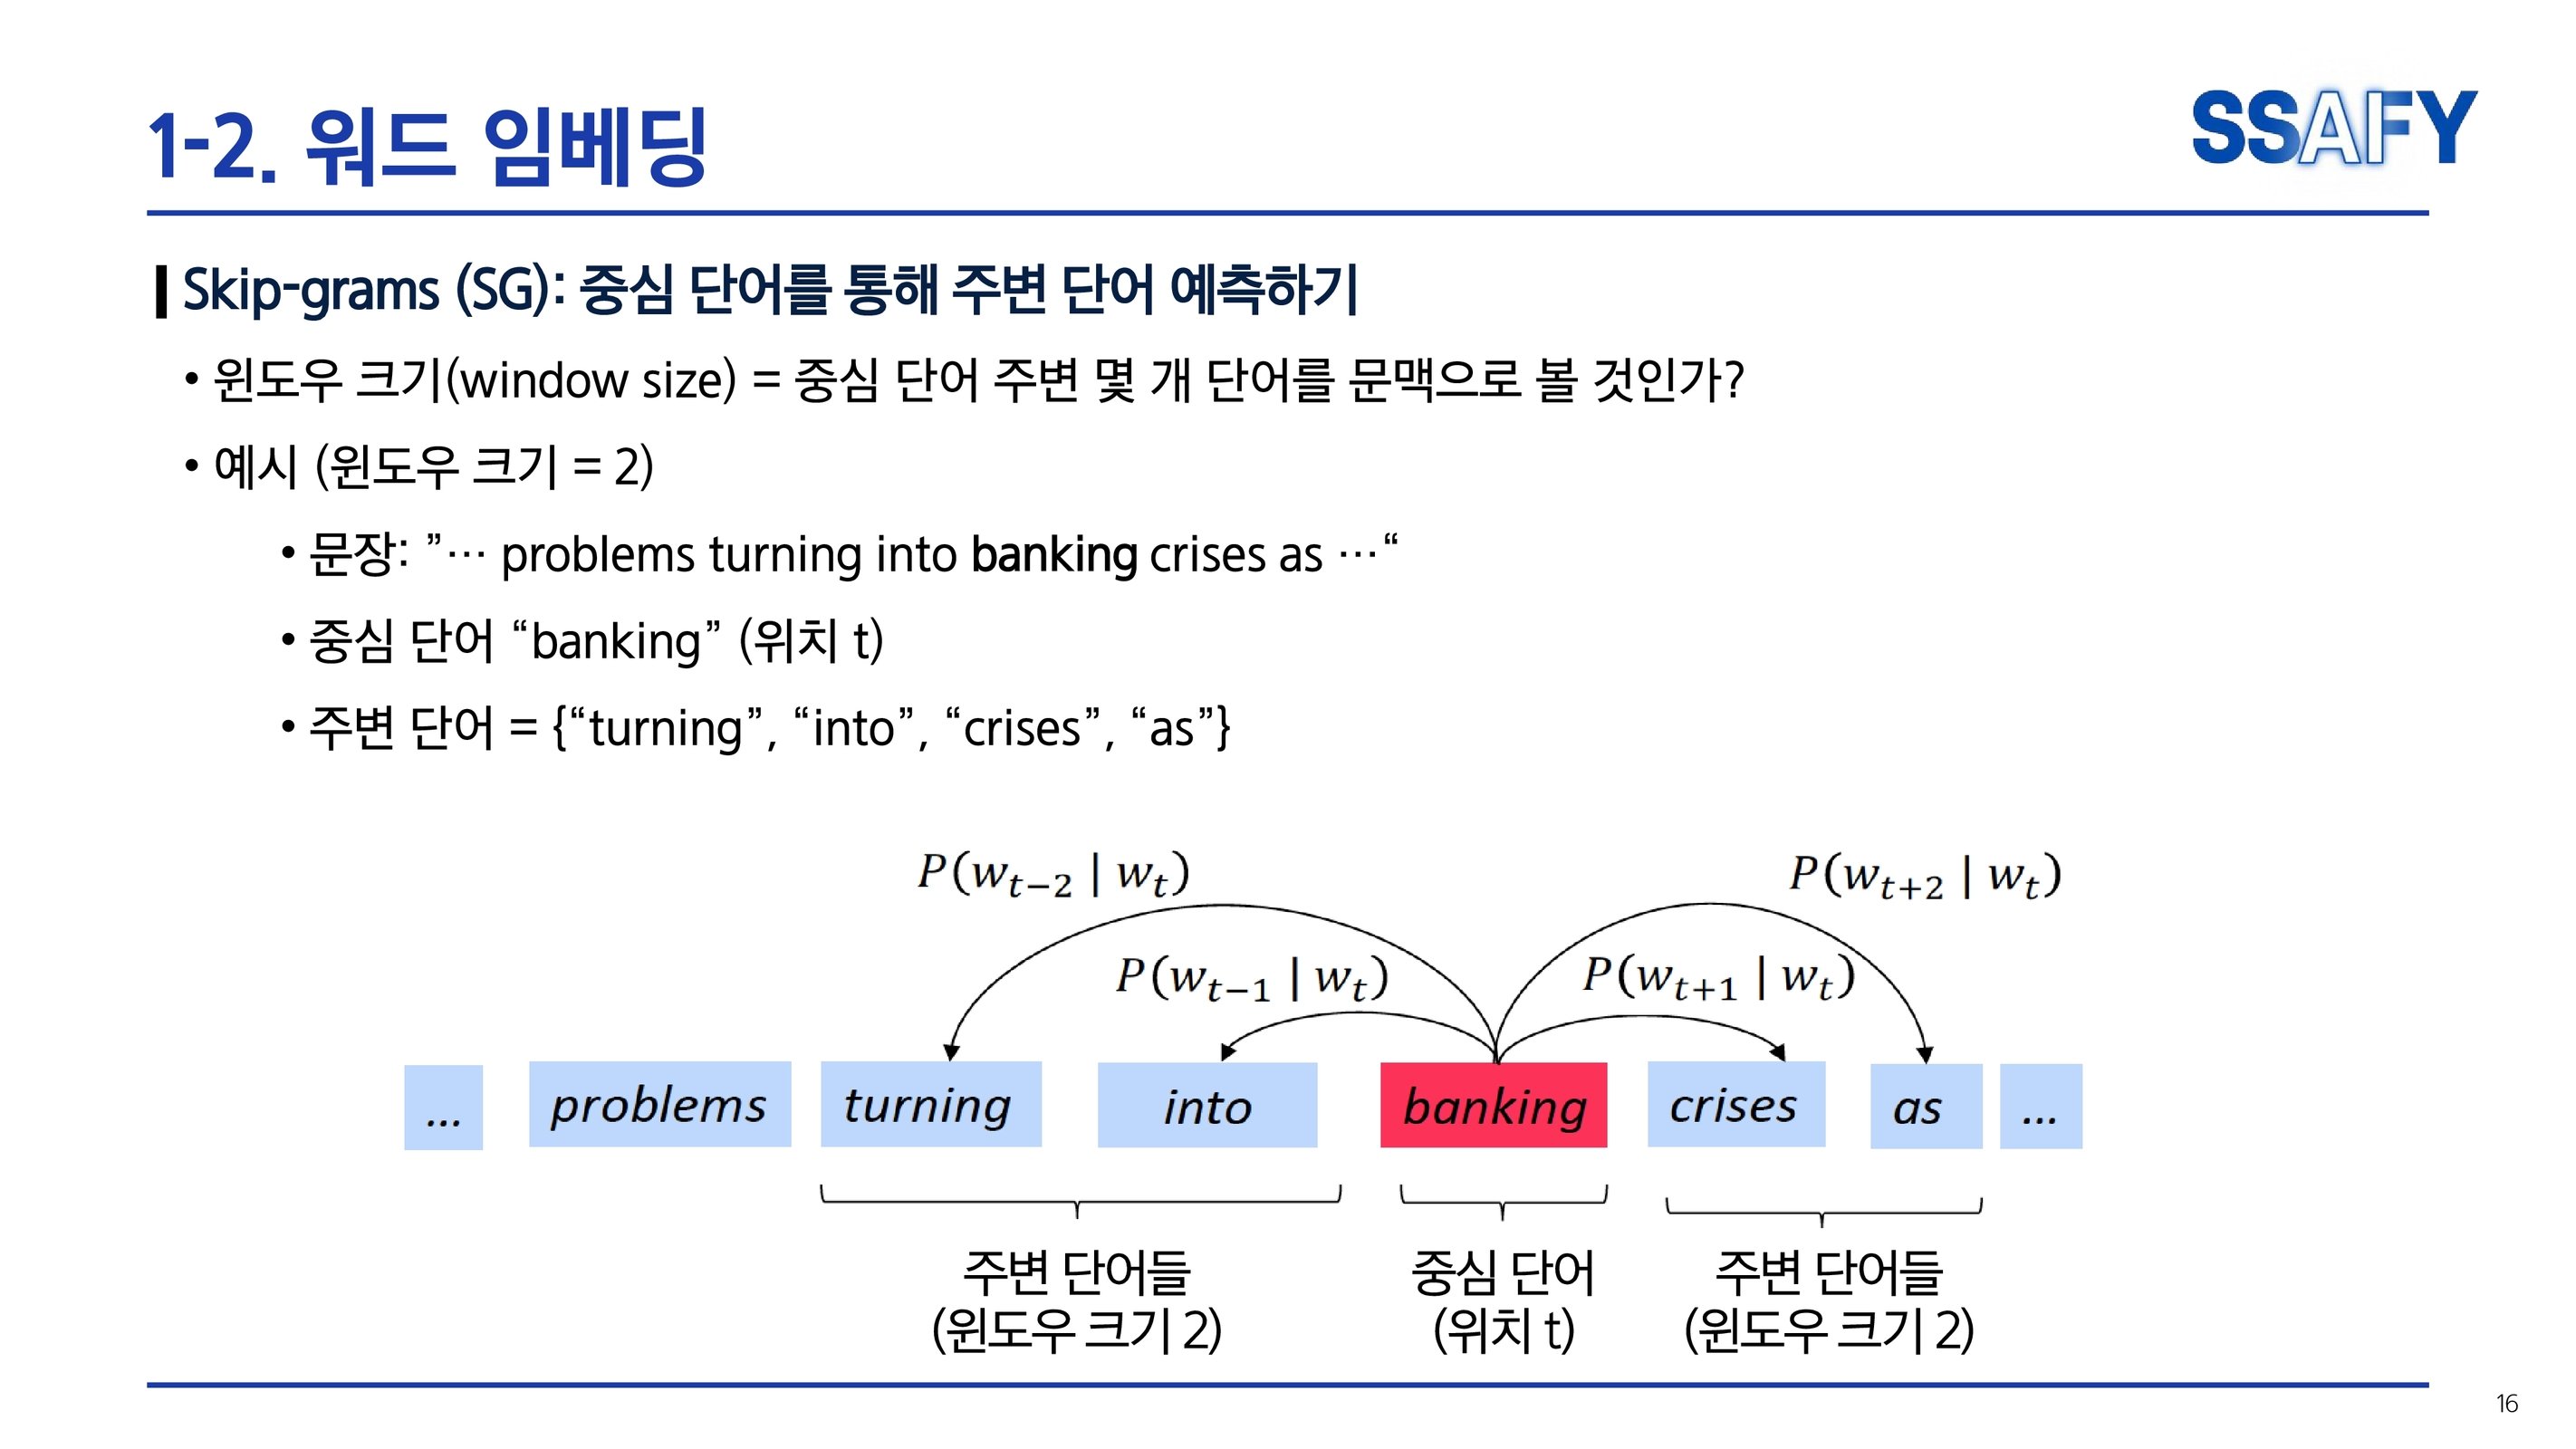 1-2. 워드 임베딩
SSAFY
Skip-grams (SG): 중심 단어를 통해 주변 단어 예측하기
• 윈도우 크기(window size) = 중심 단어 주변 몇 개 단어를 문맥으로 볼 것인가?
• 예시 (윈도우 크기 = 2)
• 문장: ”… problems turning into banking crises as …“
• 중심 단어 “banking” (위치 t)
• 주변 단어 = {“turning”, “into”, “crises”, “as”}
P(w_{t−2} | w_t)
P(w_{t+2} | w_t)
P(w_{t−1} | w_t)
P(w_{t+1} | w_t)
... problems turning into banking crises as ...
주변 단어들
(윈도우 크기 2)
중심 단어
(위치 t)
주변 단어들
(윈도우 크기 2)
16